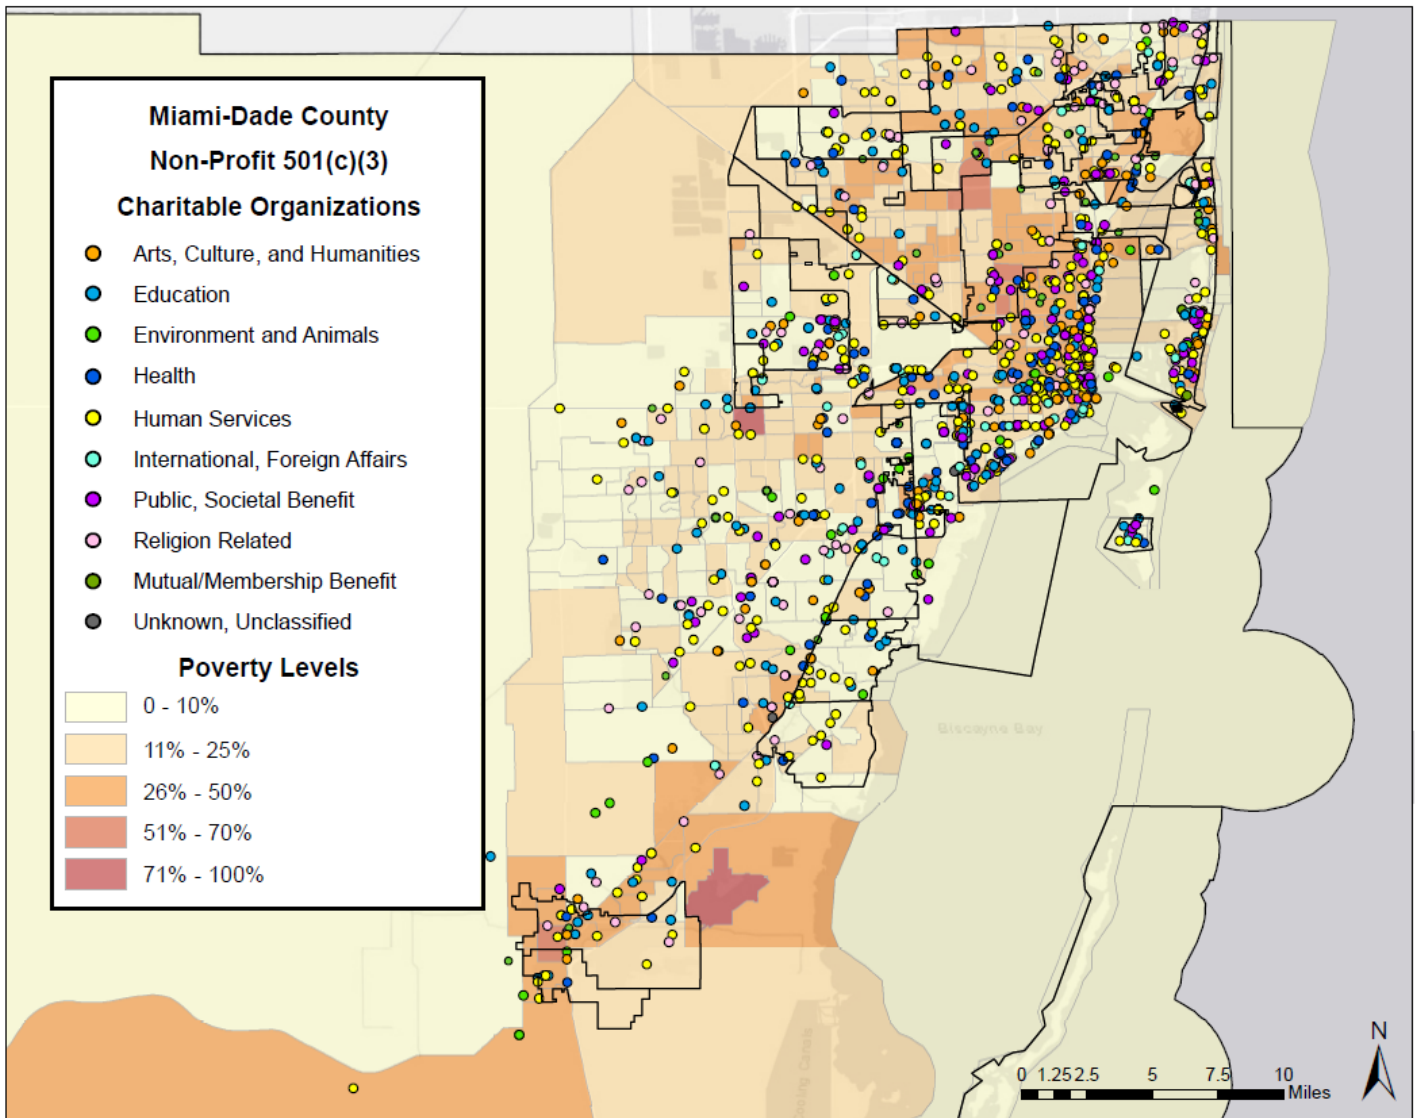 Miami-Dade County
Non-Profit 501(c)(3)
Charitable Organizations
Arts, Culture, and Humanities
Education
Environment and Animals
Health
Human Services
International, Foreign Affairs
Public, Societal Benefit
Religion Related
Mutual/Membership Benefit
Unknown, Unclassified
Poverty Levels
0 - 10%
11% - 25%
26% - 50%
51% - 70%
71% - 100%
Biscayne Bay
Cooling Canals
N
0 1.25 2.5 5 7.5 10
Miles